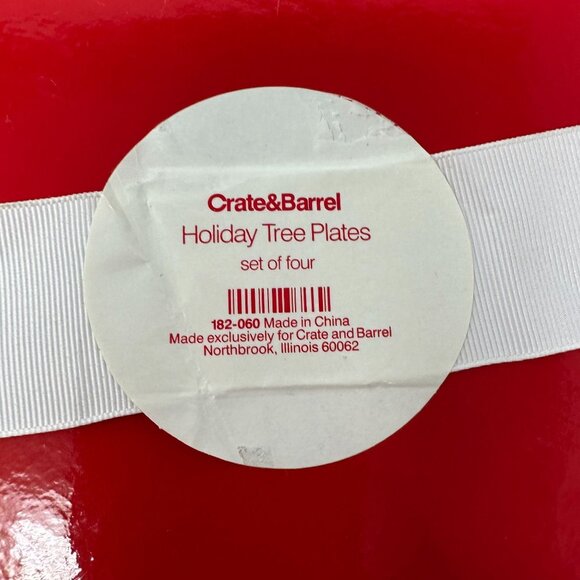 Crate&Barrel
Holiday Tree Plates
set of four
182-060 Made in China
Made exclusively for Crate and Barrel
Northbrook, Illinois 60062